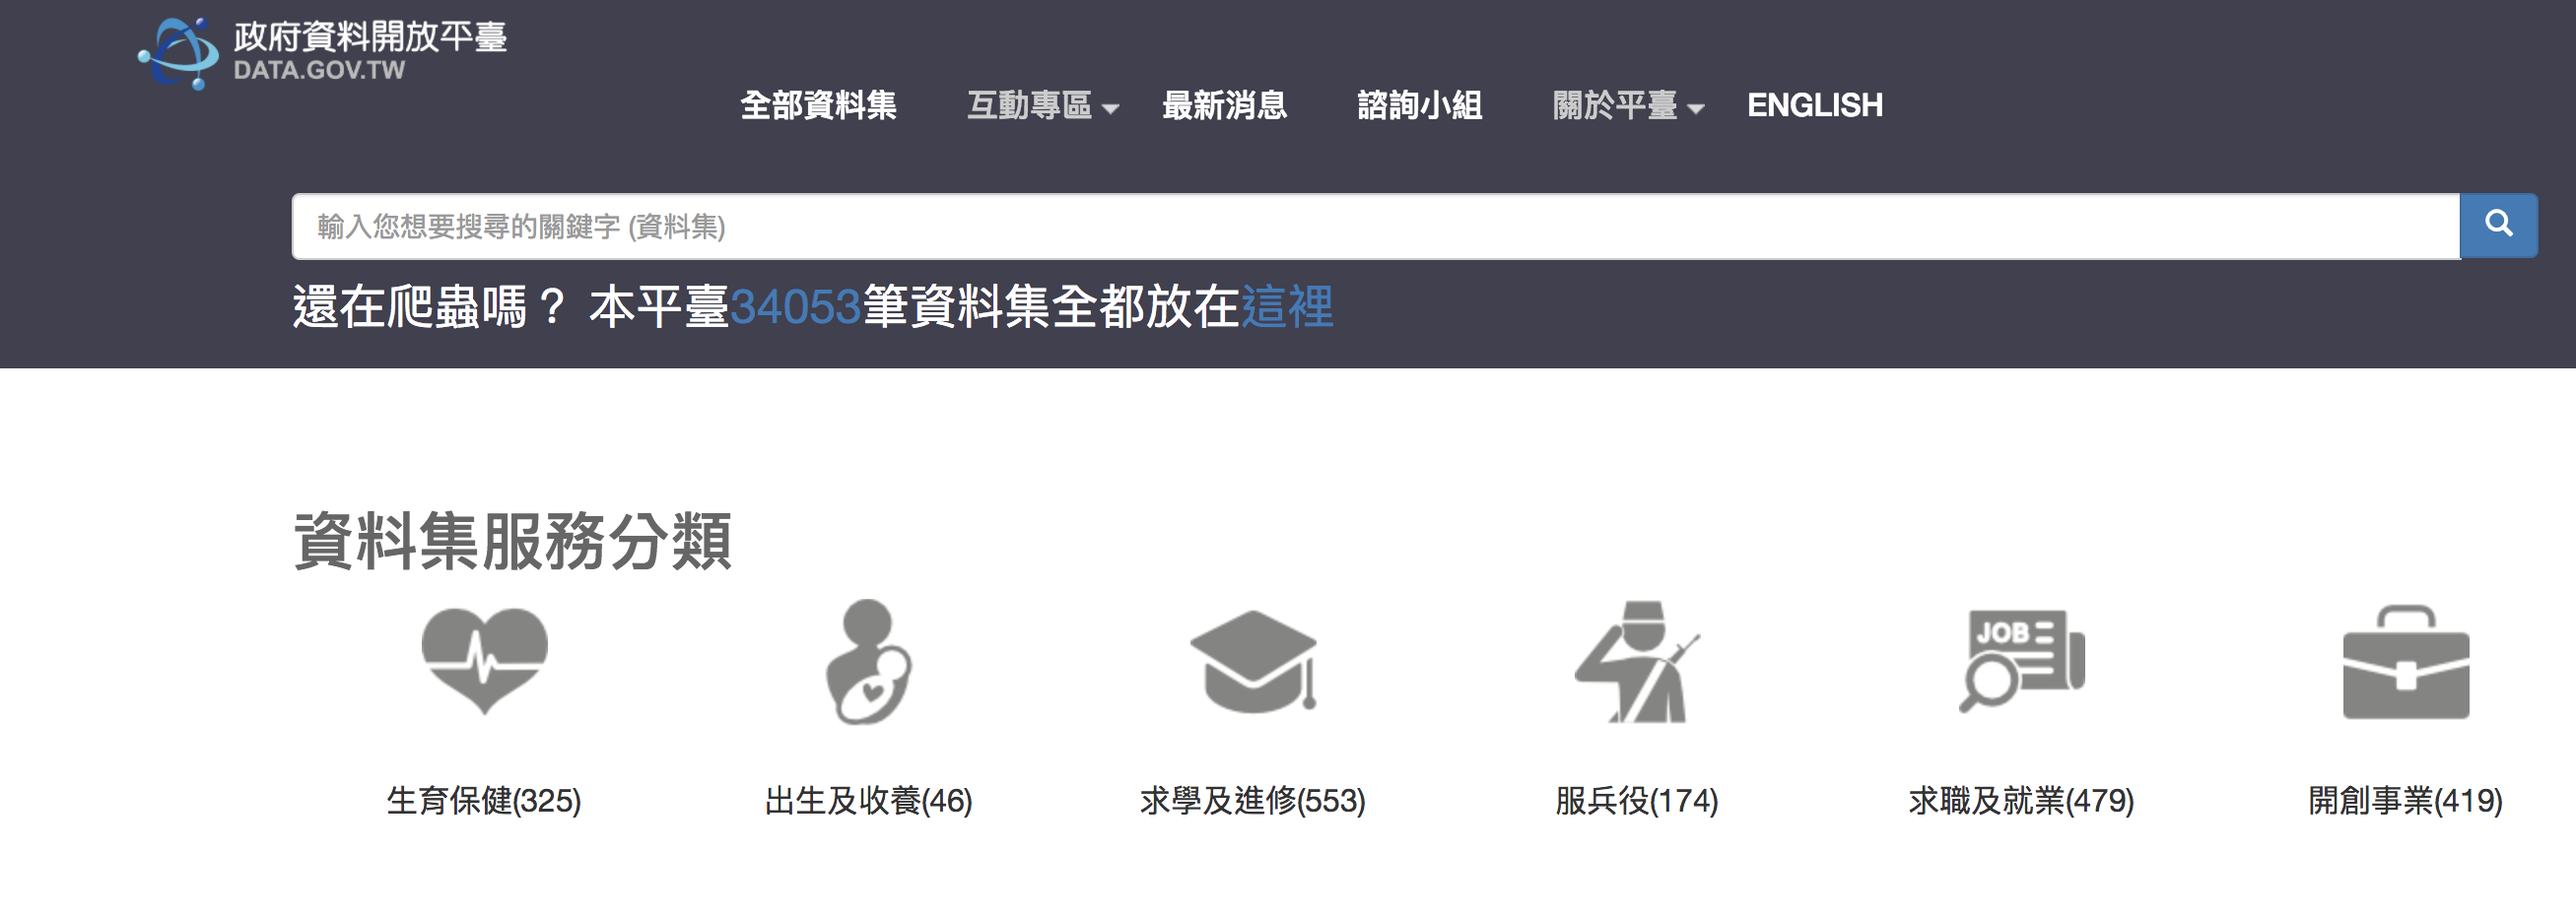 政府資料開放平臺
DATA.GOV.TW
全部資料集 互動專區 最新消息 諮詢小組 關於平臺 ENGLISH
輸入您想要搜尋的關鍵字 (資料集)
還在爬蟲嗎？ 本平臺34053筆資料集全都放在這裡
資料集服務分類
JOB
生育保健(325) 出生及收養(46) 求學及進修(553) 服兵役(174) 求職及就業(479) 開創事業(419)